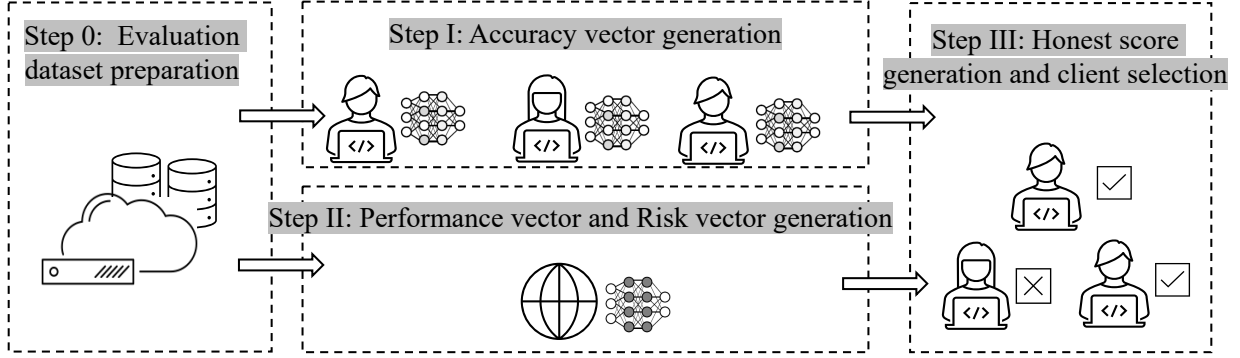 Step 0: Evaluation
dataset preparation
Step I: Accuracy vector generation
</>
</>
</>
Step II: Performance vector and Risk vector generation
Step III: Honest score
generation and client selection
</>
</>
</>